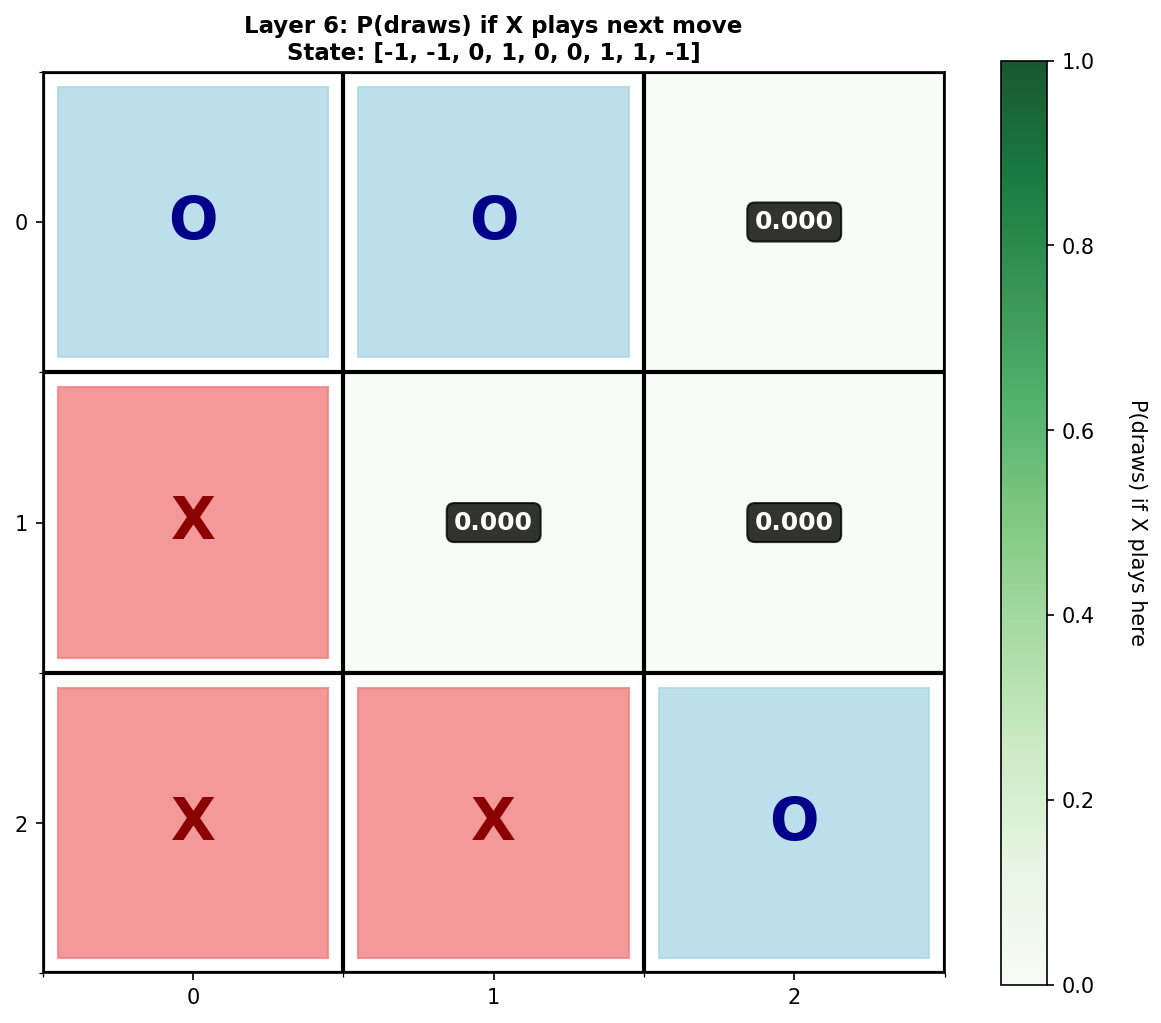 Layer 6: P(draws) if X plays next move
State: [-1, -1, 0, 1, 0, 0, 1, 1, -1]
0
O
O
0.000
1
X
0.000
0.000
2
X
X
O
0
1
2
1.0
0.8
0.6
0.4
0.2
0.0
P(draws) if X plays here